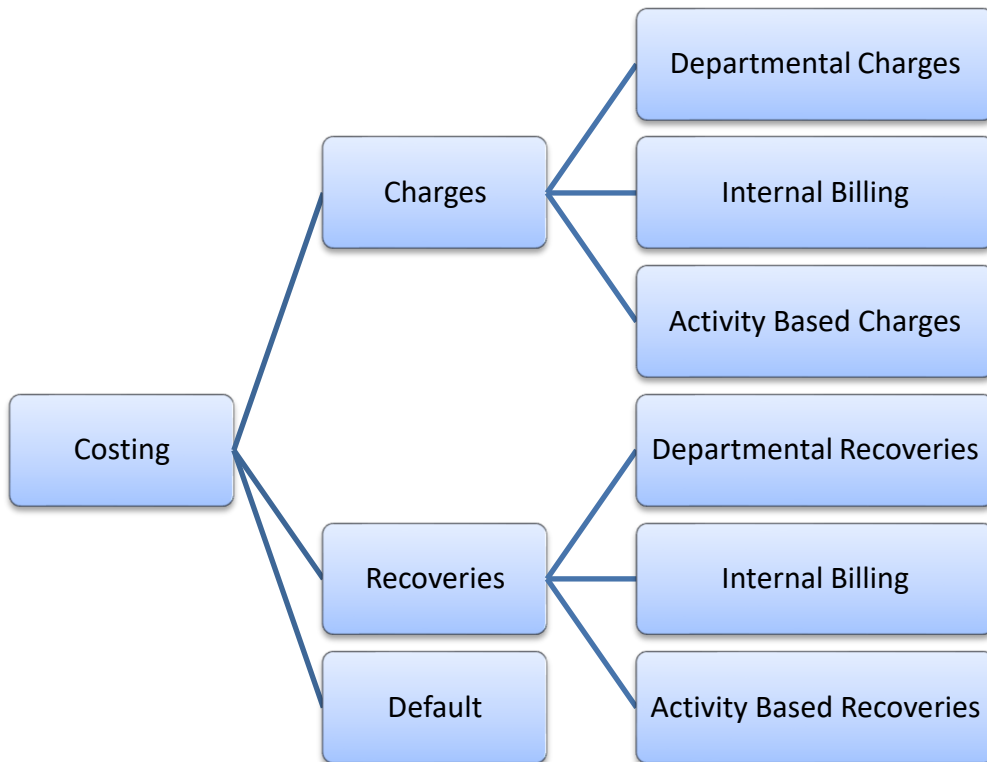 Costing
Charges
Departmental Charges
Internal Billing
Activity Based Charges
Recoveries
Departmental Recoveries
Internal Billing
Activity Based Recoveries
Default